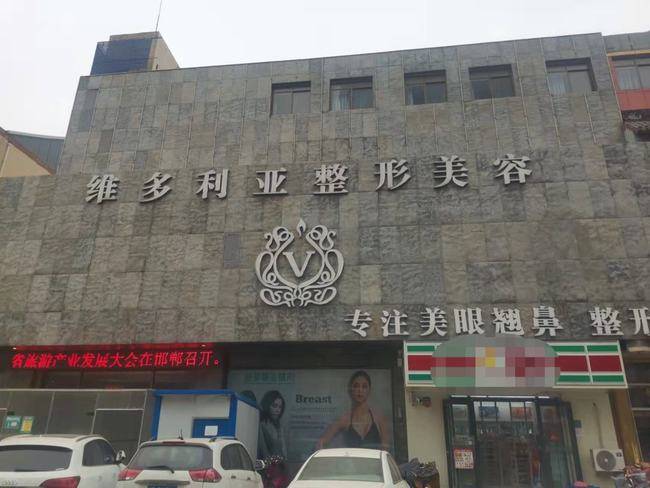 维多利亚整形美容
V
专注美眼翘鼻 整形
省旅游产业发展大会在邯郸召开。
Breast